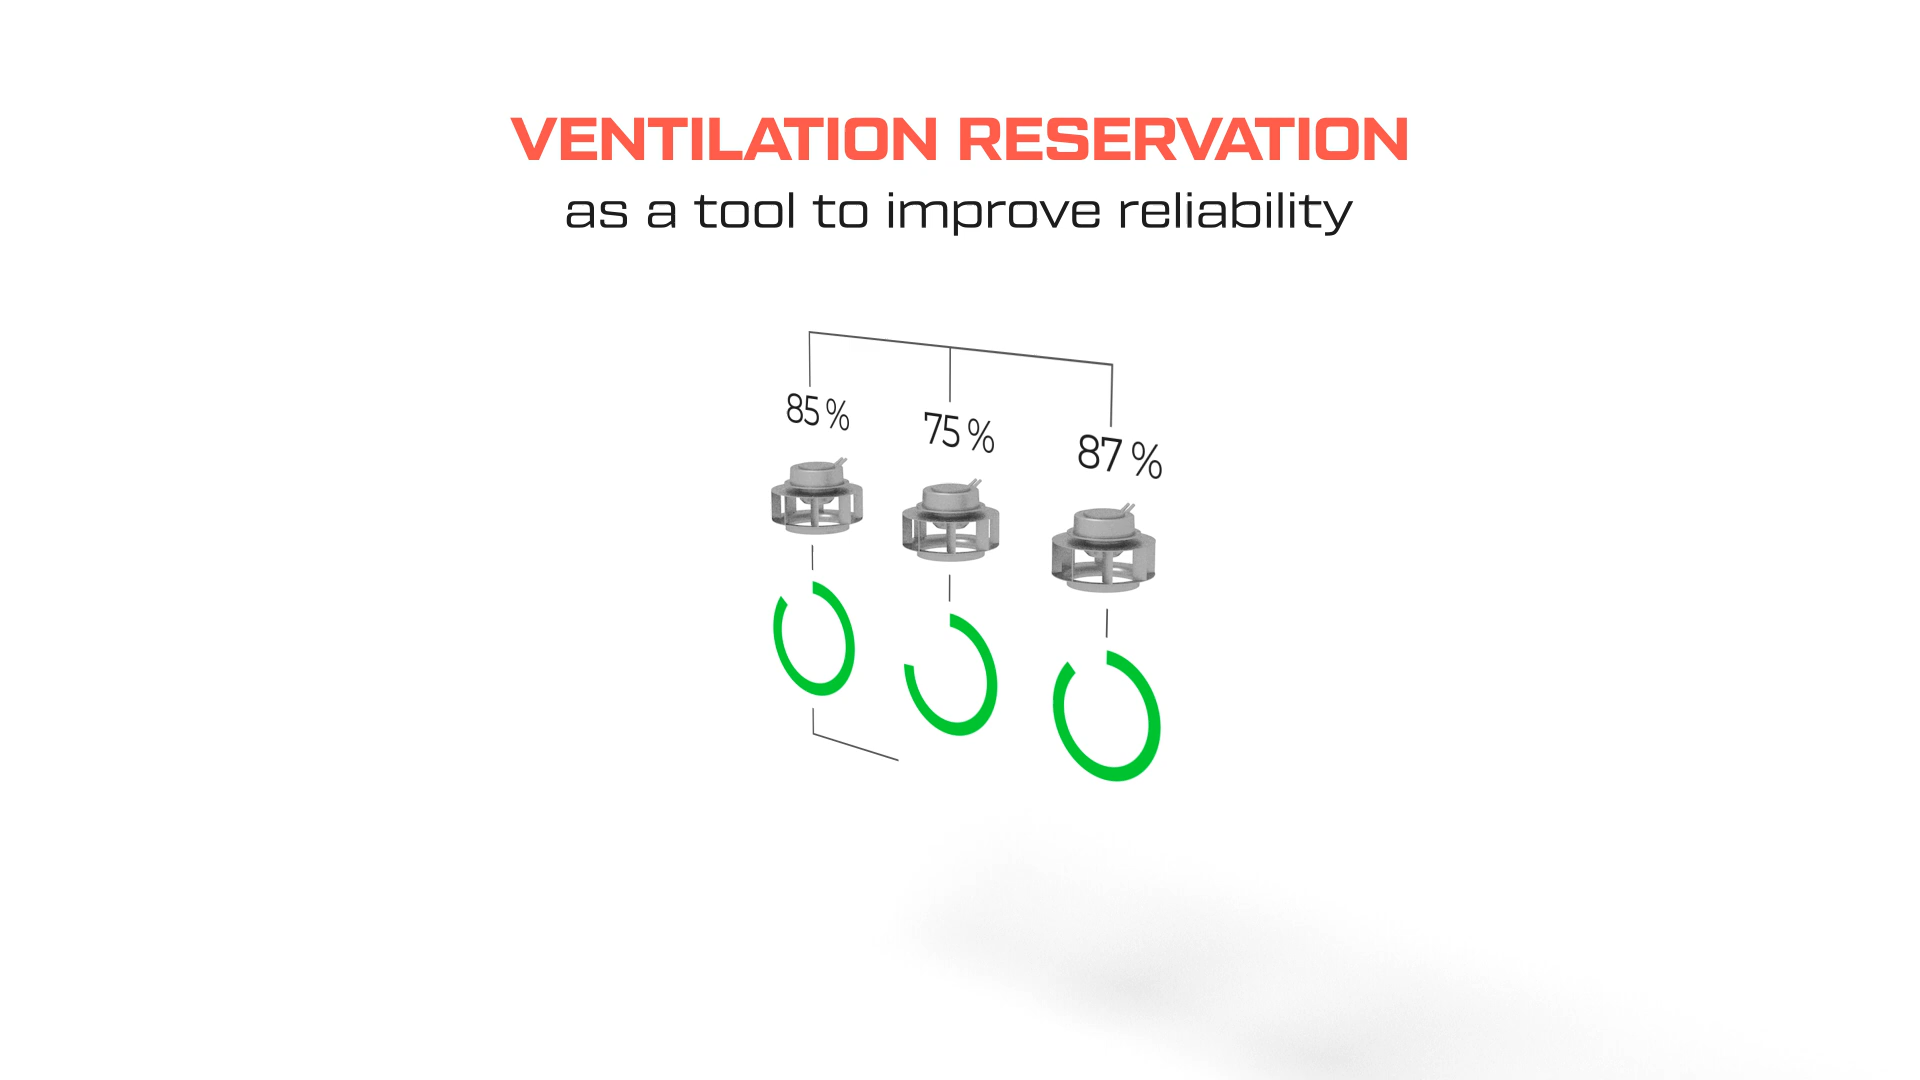 VENTILATION RESERVATION
as a tool to improve reliability
85 %
75 %
87 %